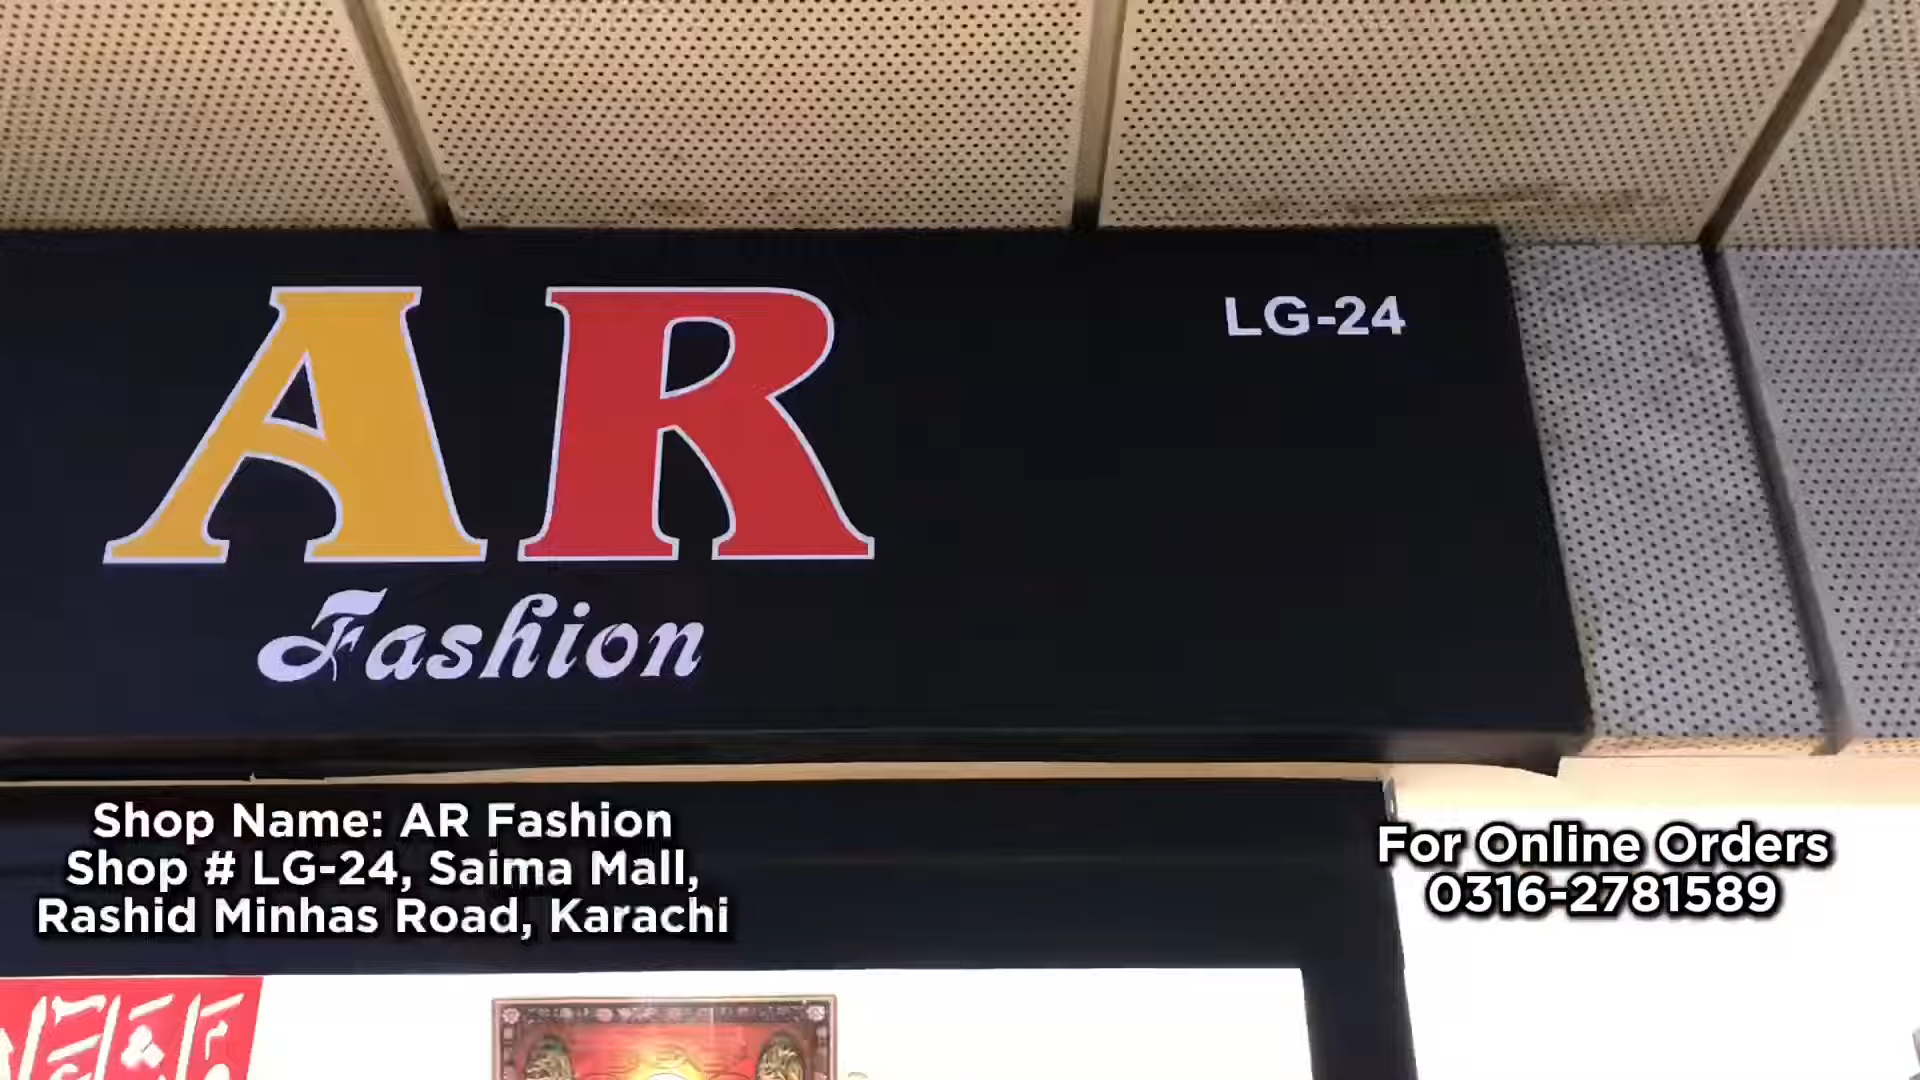 AR
LG-24
Fashion
Shop Name: AR Fashion
Shop # LG-24, Saima Mall,
Rashid Minhas Road, Karachi
For Online Orders
0316-2781589